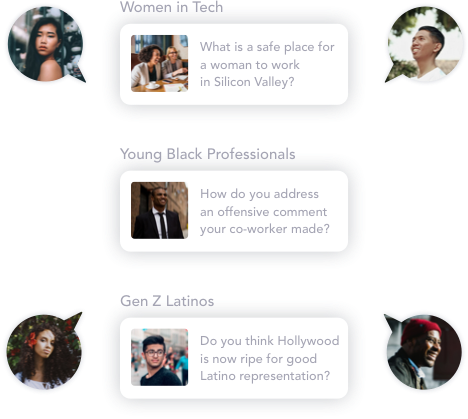 Women in Tech
What is a safe place for
a woman to work
in Silicon Valley?
Young Black Professionals
How do you address
an offensive comment
your co-worker made?
Gen Z Latinos
Do you think Hollywood
is now ripe for good
Latino representation?